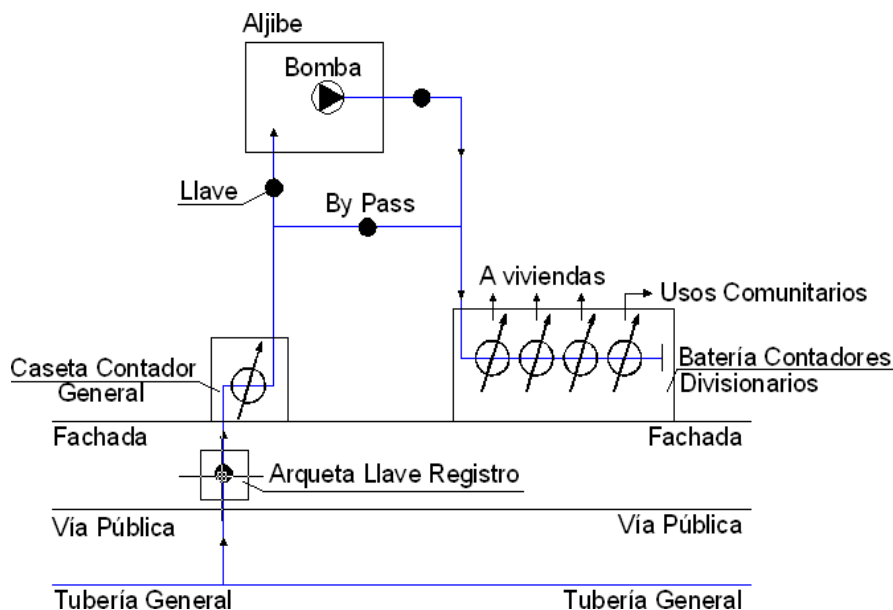 Aljibe
Bomba
Llave
By Pass
A viviendas
Usos Comunitarios
Caseta Contador
General
Batería Contadores
Divisionarios
Fachada
Fachada
Arqueta Llave Registro
Vía Pública
Vía Pública
Tubería General
Tubería General